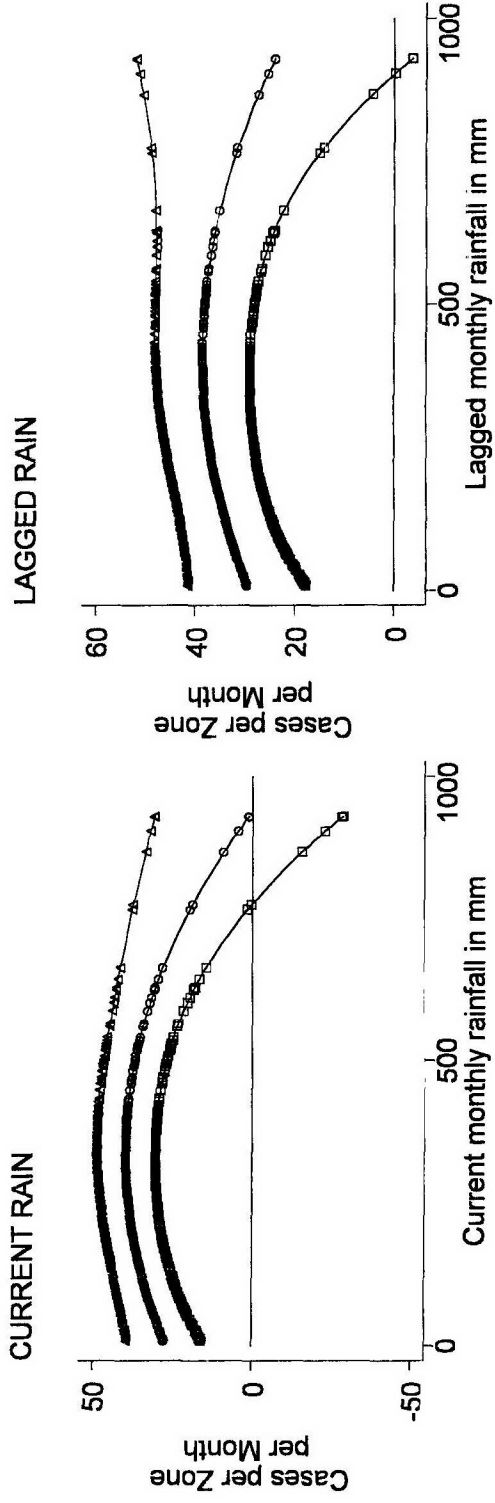 CURRENT RAIN
50
0
-50
Cases per Zone
per Month
0
500
1000
Current monthly rainfall in mm
LAGGED RAIN
60
40
20
0
Cases per Zone
per Month
0
500
1000
Lagged monthly rainfall in mm